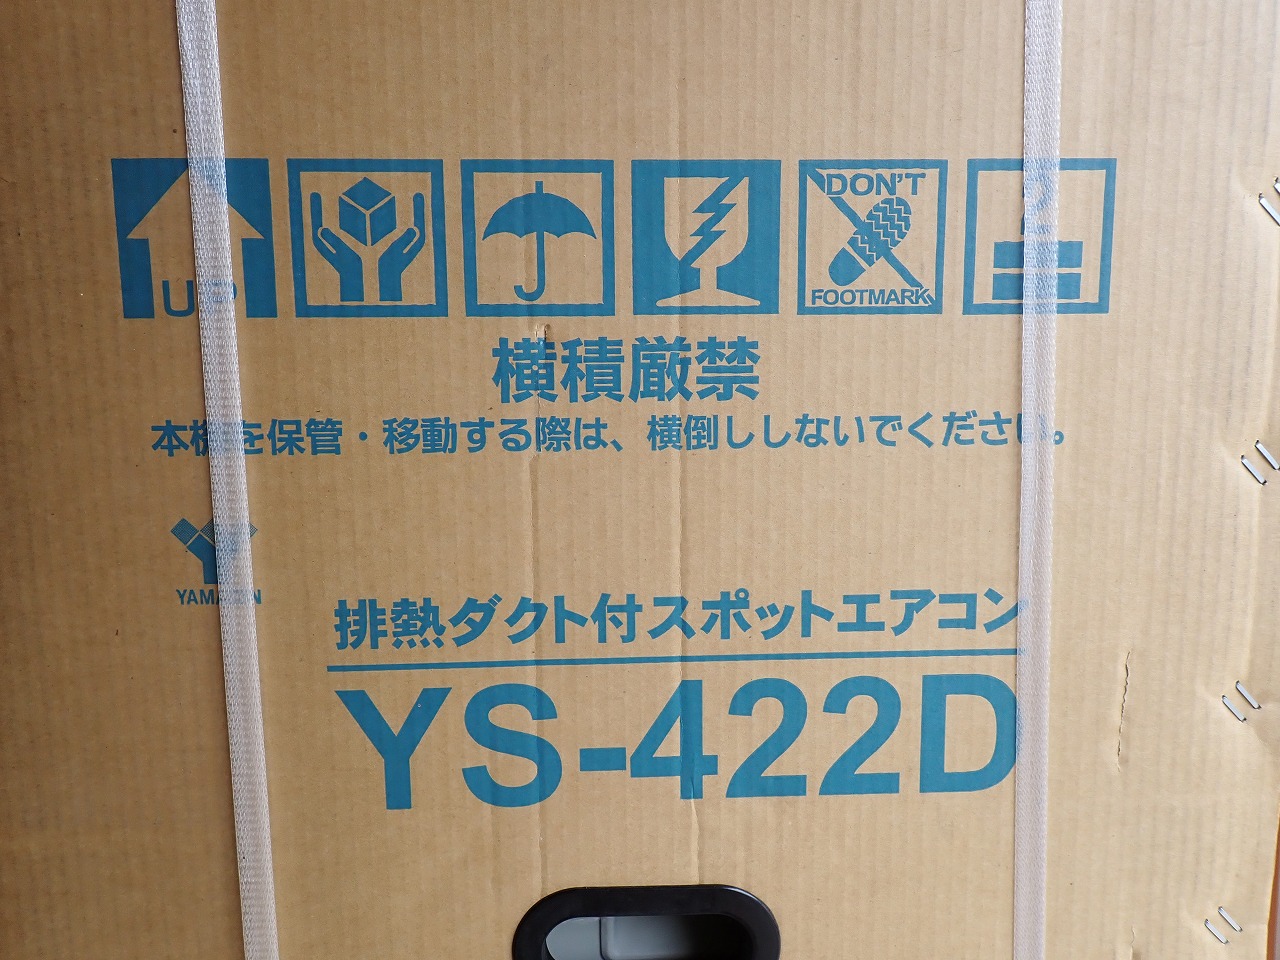 UP
DON'T
FOOTMARK
2
横積厳禁
本機を保管・移動する際は、横倒ししないでください。
YAMAZEN
排熱ダクト付スポットエアコン
YS-422D